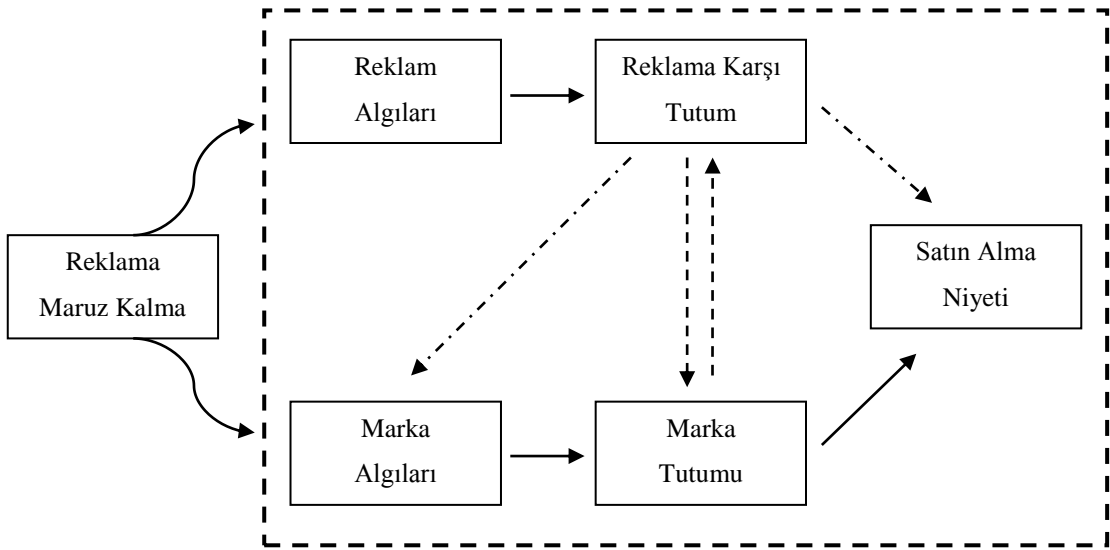 Reklam
Algıları
Reklama Karşı
Tutum
Reklama
Maruz Kalma
Satın Alma
Niyeti
Marka
Algıları
Marka
Tutumu